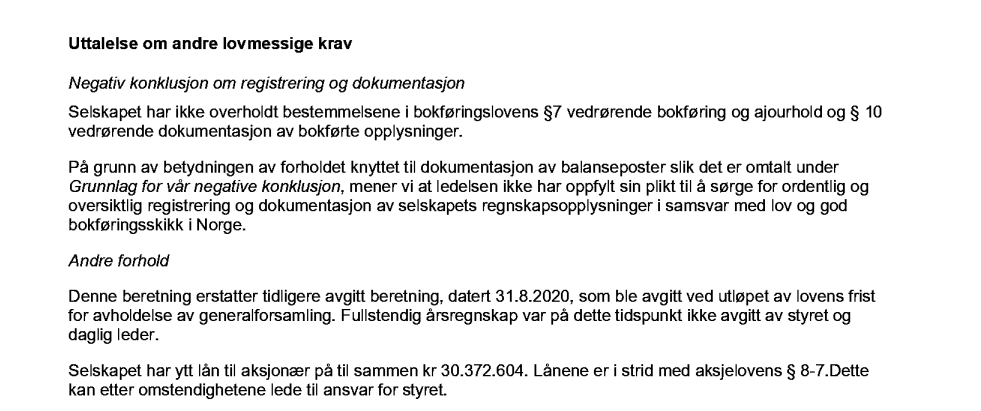 Uttalelse om andre lovmessige krav
Negativ konklusjon om registrering og dokumentasjon
Selskapet har ikke overholdt bestemmelsene i bokføringslovens §7 vedrørende bokføring og ajourhold og § 10
vedrørende dokumentasjon av bokførte opplysninger.
På grunn av betydningen av forholdet knyttet til dokumentasjon av balanseposter slik det er omtalt under
Grunnlag for vår negative konklusjon, mener vi at ledelsen ikke har oppfylt sin plikt til å sørge for ordentlig og
oversiktlig registrering og dokumentasjon av selskapets regnskapsopplysninger i samsvar med lov og god
bokføringsskikk i Norge.
Andre forhold
Denne beretning erstatter tidligere avgitt beretning, datert 31.8.2020, som ble avgitt ved utløpet av lovens frist
for avholdelse av generalforsamling. Fullstendig årsregnskap var på dette tidspunkt ikke avgitt av styret og
daglig leder.
Selskapet har ytt lån til aksjonær på til sammen kr 30.372.604. Lånene er i strid med aksjelovens § 8-7.Dette
kan etter omstendighetene lede til ansvar for styret.